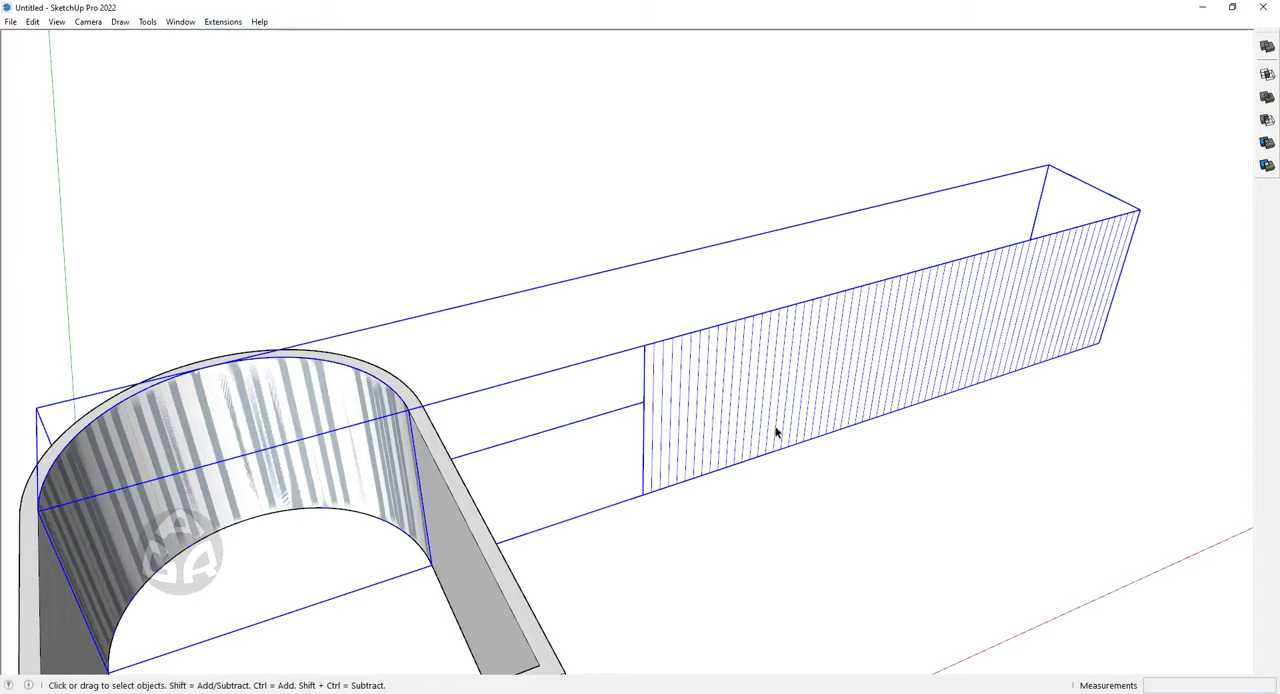 Untitled - SketchUp Pro 2022
File Edit View Camera Draw Tools Window Extensions Help
Click or drag to select objects. Shift = Add/Subtract. Ctrl = Add. Shift + Ctrl = Subtract.
Measurements